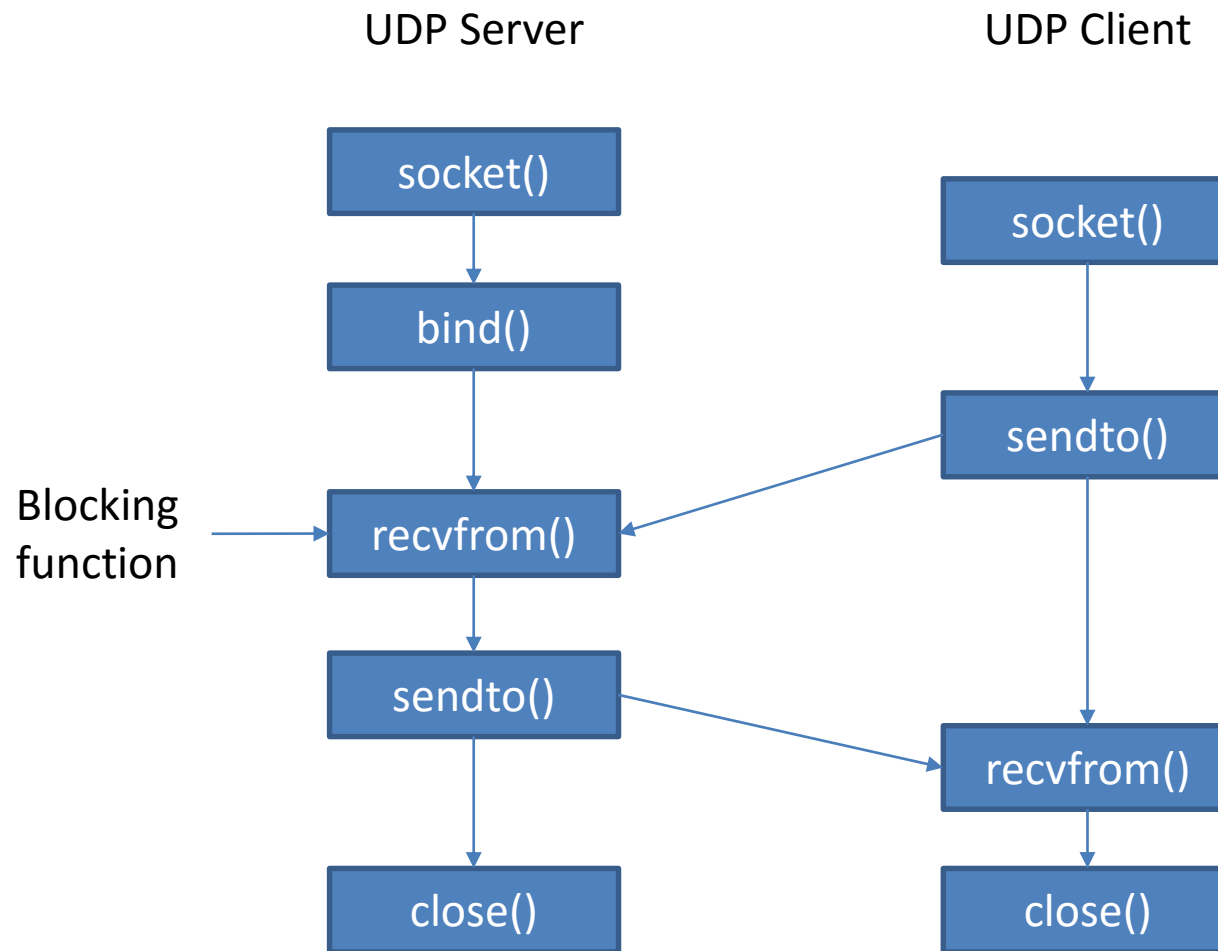 UDP Server
UDP Client
socket()
socket()
bind()
sendto()
Blocking
function
recvfrom()
sendto()
recvfrom()
close()
close()